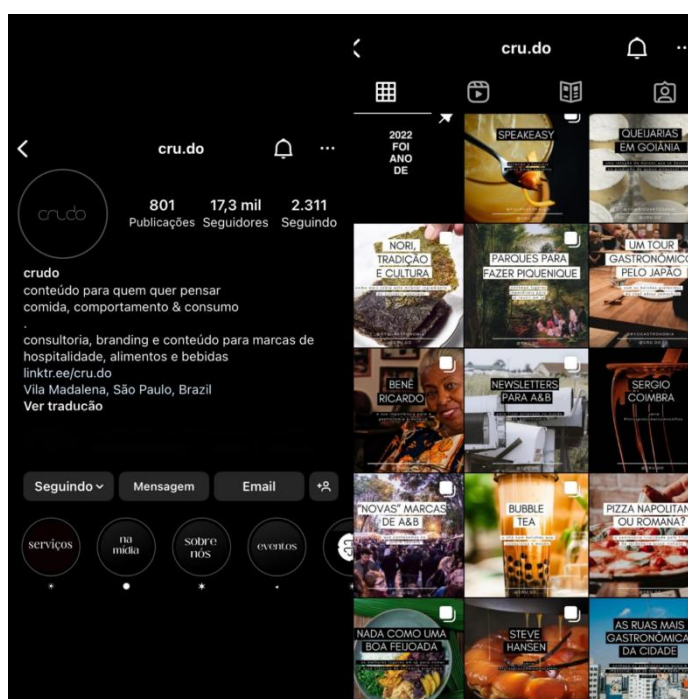 cru.do
crudo
801
17,3 mil
2.311
Publicações
Seguidores
Seguindo
crudo
conteúdo para quem quer pensar
comida, comportamento & consumo
.
consultoria, branding e conteúdo para marcas de
hospitalidade, alimentos e bebidas
linktr.ee/cru.do
Vila Madalena, São Paulo, Brazil
Ver tradução
Seguindo
Mensagem
Email
serviços
na
mídia
sobre
nós
eventos
cru.do
2022
FOI
ANO
DE
SPEAKEASY
QUEIJARIAS
EM GOIÂNIA
NORI,
TRADIÇÃO
E CULTURA
PARQUES PARA
FAZER PIQUENIQUE
UM TOUR
GASTRONÔMICO
PELO JAPÃO
BENÊ
RICARDO
NEWSLETTERS
PARA A&B
SERGIO
COIMBRA
"NOVAS" MARCAS
DE A&B
BUBBLE
TEA
PIZZA NAPOLITAN
OU ROMANA?
NADA COMO UMA
BOA FEIJOADA
STEVE
HANSEN
AS RUAS MAIS
GASTRONÔMICA
DA CIDADE